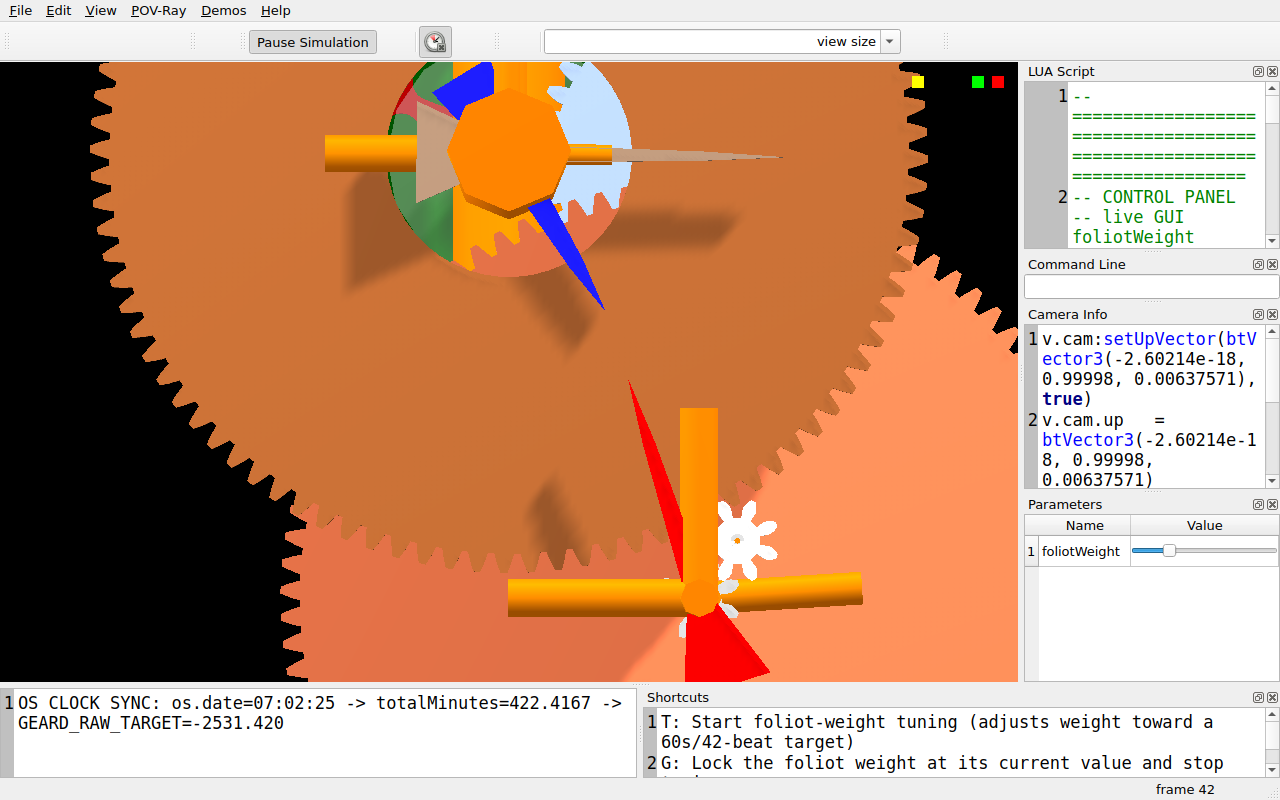 File Edit View POV-Ray Demos Help
Pause Simulation
view size
LUA Script
1 --
==================
==================
==================
=================
2 -- CONTROL PANEL
-- live GUI
foliotWeight
Command Line
Camera Info
1 v.cam:setUpVector(btV
ector3(-2.60214e-18,
0.99998, 0.00637571),
true)
2 v.cam.up   =
btVector3(-2.60214e-1
8, 0.99998,
0.00637571)
Parameters
Name Value
1 foliotWeight
1 OS CLOCK SYNC: os.date=07:02:25 -> totalMinutes=422.4167 ->
GEARD_RAW_TARGET=-2531.420
Shortcuts
1 T: Start foliot-weight tuning (adjusts weight toward a
60s/42-beat target)
2 G: Lock the foliot weight at its current value and stop
frame 42